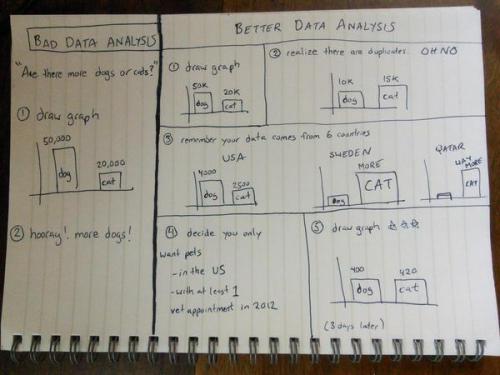 BAD DATA ANALYSIS
"Are there more dogs or cats?"
① draw graph
50,000
dog
20,000
cat
② hooray! more dogs!
BETTER DATA ANALYSIS
① draw graph
50K
dog
20K
cat
② realize there are duplicates. OH NO
10K
dog
15K
cat
③ remember your data comes from 6 countries
USA
4000
dog
2500
cat
SWEDEN
dog
MORE
CAT
QATAR
WAY MORE
CAT
④ decide you only
want pets
- in the US
- with at least 1
vet appointment in 2012
⑤ draw graph ☆☆☆
400
dog
420
cat
(3 days later)